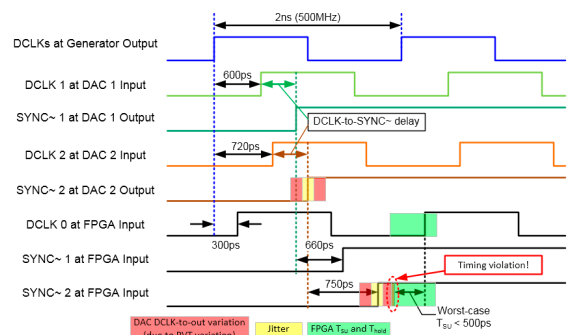 2ns (500MHz)
DCLKs at Generator Output
600ps
DCLK 1 at DAC 1 Input
SYNC~ 1 at DAC 1 Output
DCLK-to-SYNC~ delay
720ps
DCLK 2 at DAC 2 Input
SYNC~ 2 at DAC 2 Output
DCLK 0 at FPGA Input
300ps
660ps
SYNC~ 1 at FPGA Input
Timing violation!
750ps
SYNC~ 2 at FPGA Input
Worst-case
TSU < 500ps
DAC DCLK-to-out variation
(due to PVT variation)
Jitter
FPGA TSU and Thold